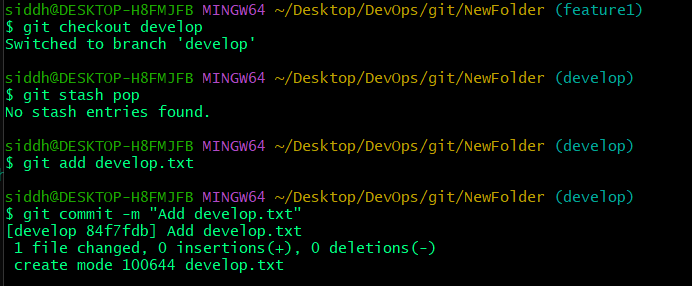 siddh@DESKTOP-H8FMJFB MINGW64 ~/Desktop/DevOps/git/NewFolder (feature1)
$ git checkout develop
Switched to branch 'develop'
siddh@DESKTOP-H8FMJFB MINGW64 ~/Desktop/DevOps/git/NewFolder (develop)
$ git stash pop
No stash entries found.
siddh@DESKTOP-H8FMJFB MINGW64 ~/Desktop/DevOps/git/NewFolder (develop)
$ git add develop.txt
siddh@DESKTOP-H8FMJFB MINGW64 ~/Desktop/DevOps/git/NewFolder (develop)
$ git commit -m "Add develop.txt"
[develop 84f7fdb] Add develop.txt
 1 file changed, 0 insertions(+), 0 deletions(-)
 create mode 100644 develop.txt